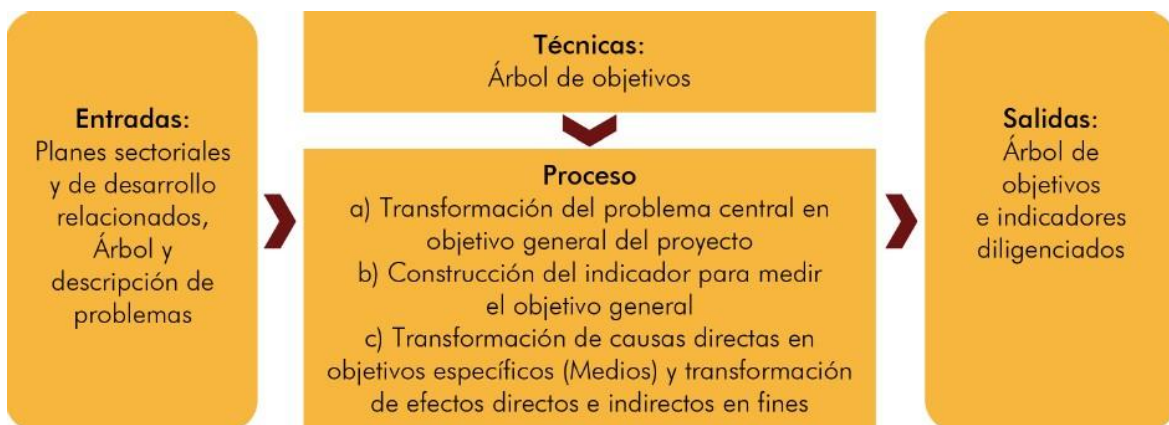 Entradas:
Planes sectoriales
y de desarrollo
relacionados,
Árbol y
descripción de
problemas
Técnicas:
Árbol de objetivos
Proceso
a) Transformación del problema central en
objetivo general del proyecto
b) Construcción del indicador para medir
el objetivo general
c) Transformación de causas directas en
objetivos específicos (Medios) y transformación
de efectos directos e indirectos en fines
Salidas:
Árbol de
objetivos
e indicadores
diligenciados